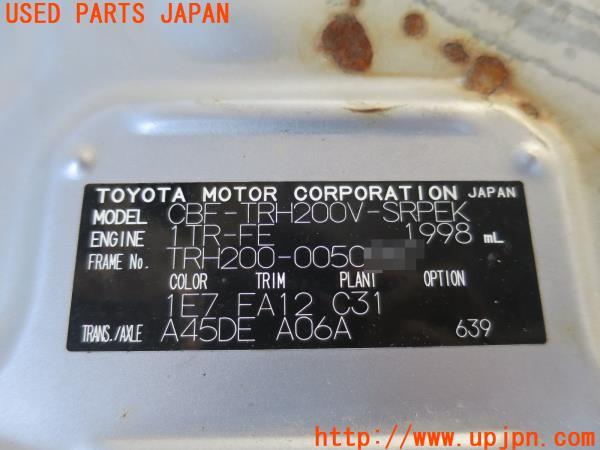 USED PARTS JAPAN
TOYOTA MOTOR CORPORATION JAPAN
MODEL CBF-TRH200V-SRPEK
ENGINE 1TR-FE 1998 mL
FRAME No. TRH200-0050
COLOR TRIM PLANT OPTION
1E7 FA12 C31
TRANS./AXLE A45DE A06A 639
http://www.upjpn.com